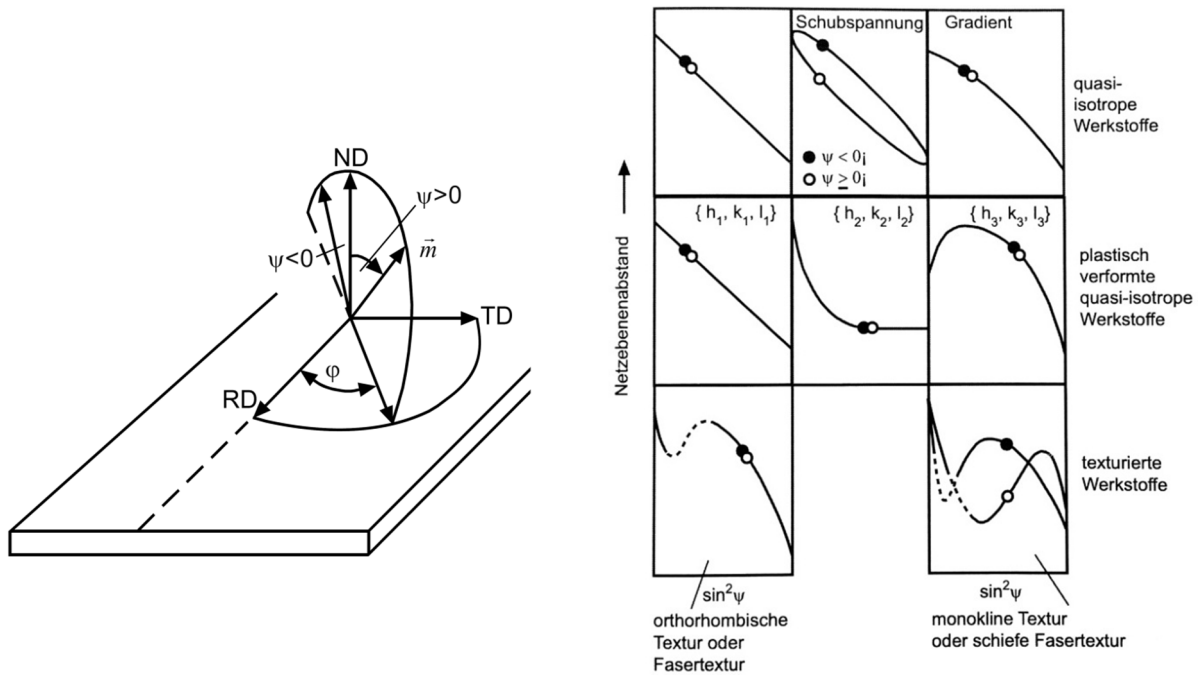 ND
ψ>0
ψ<0
m⃗
TD
φ
RD
Schubspannung
Gradient
quasi-
isotrope
Werkstoffe
ψ < 0¡
ψ ≥ 0¡
Netzebenenabstand
{ h₁, k₁, l₁}
{ h₂, k₂, l₂}
{ h₃, k₃, l₃}
plastisch
verformte
quasi-isotrope
Werkstoffe
texturierte
Werkstoffe
sin²ψ
sin²ψ
orthorhombische
Textur oder
Fasertextur
monokline Textur
oder schiefe Fasertextur